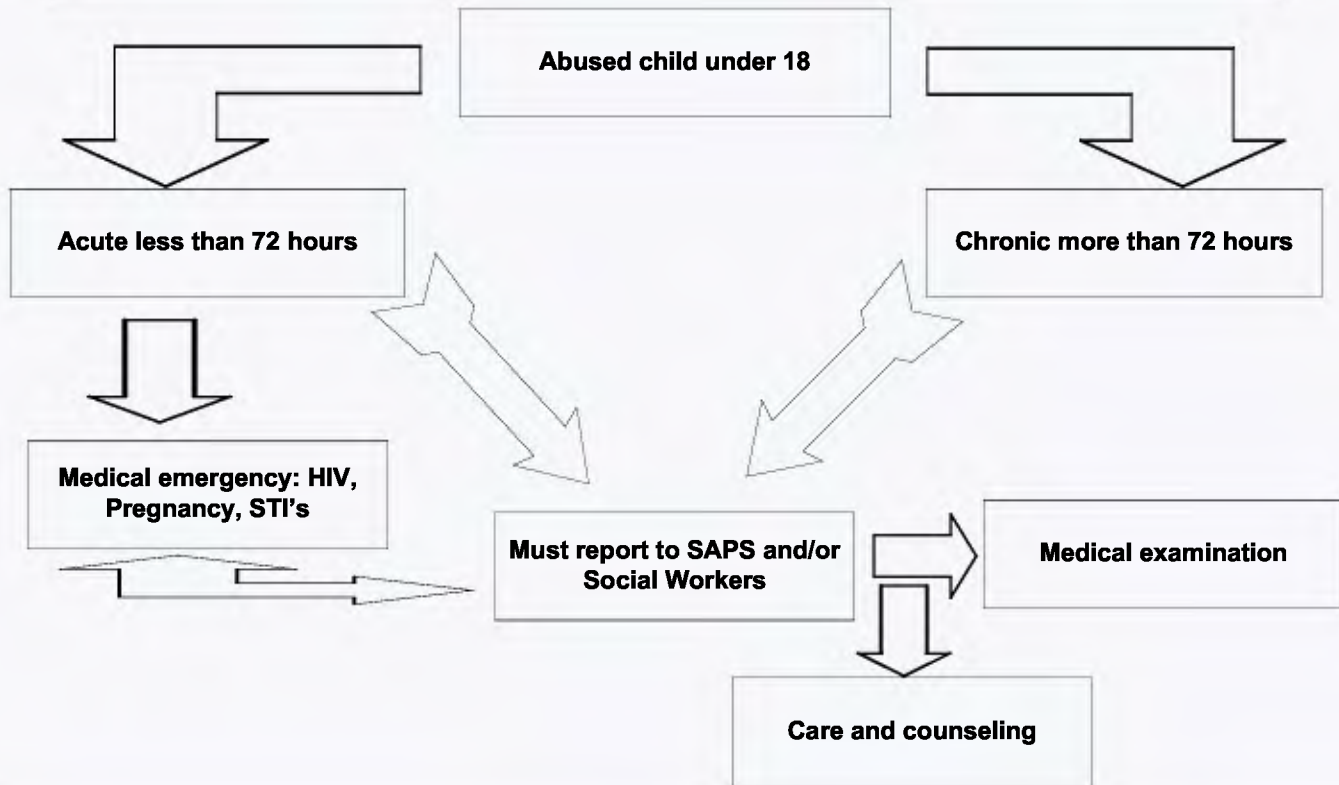 Abused child under 18
Acute less than 72 hours
Chronic more than 72 hours
Medical emergency: HIV,
Pregnancy, STI’s
Must report to SAPS and/or
Social Workers
Medical examination
Care and counseling